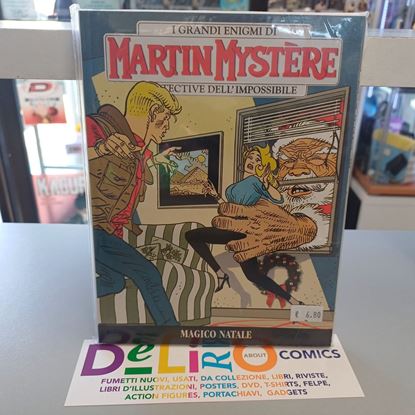 I GRANDI ENIGMI DI
MARTIN MYSTÈRE
DETECTIVE DELL'IMPOSSIBILE
€ 6.80
MAGICO NATALE
DeLiRO ABOUT COMICS
FUMETTI NUOVI, USATI, DA COLLEZIONE, LIBRI, RIVISTE,
LIBRI D'ILLUSTRAZIONI, POSTERS, DVD, T-SHIRTS, FELPE,
ACTION FIGURES, PORTACHIAVI, GADGETS